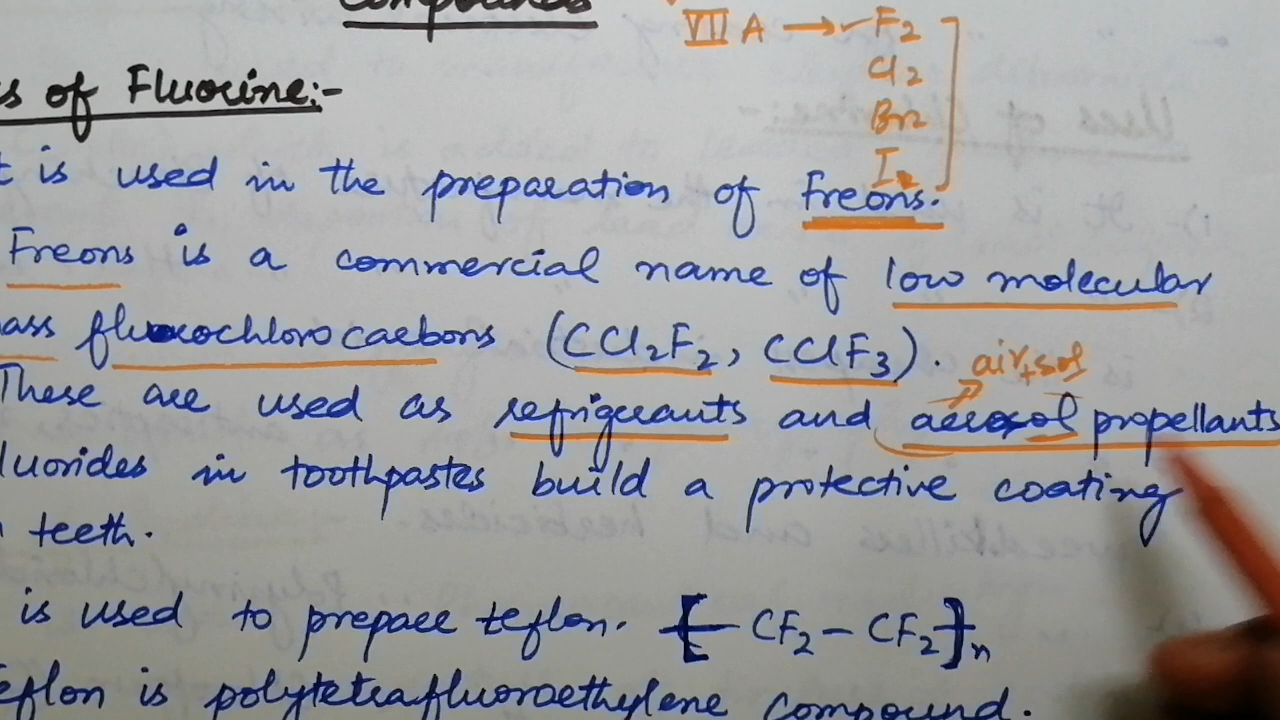 Compounds
VII A → F2
Cl2
Br2
I2
s of Fluorine:-
t is used in the preparation of Freons.
Freons is a commercial name of low molecular
ass fluorochlorocarbons (CCl2F2, CClF3).
air+sol
These are used as refrigerants and aerosol propellants
luorides in toothpastes build a protective coating
teeth.
is used to prepare teflon. [-CF2-CF2]n
eflon is polytetrafluoroethylene compound.